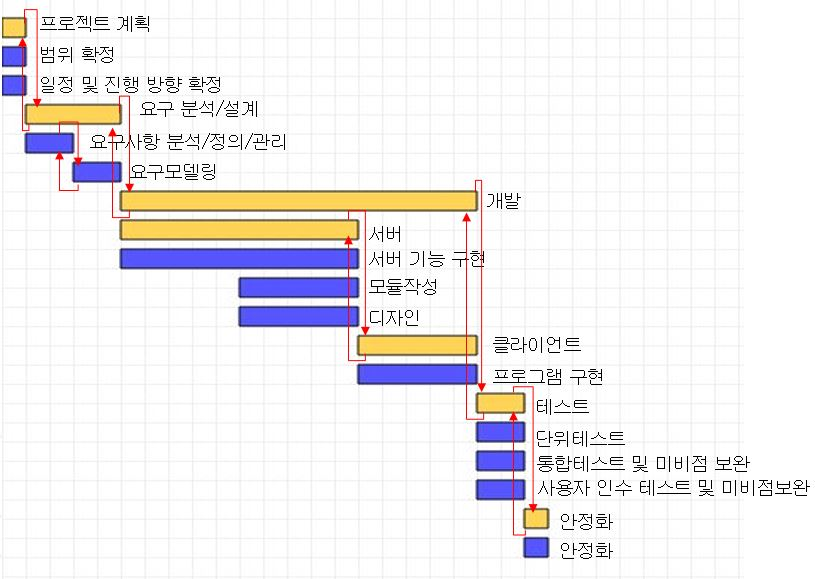 프로젝트 계획
범위 확정
일정 및 진행 방향 확정
요구 분석/설계
요구사항 분석/정의/관리
요구모델링
개발
서버
서버 기능 구현
모듈작성
디자인
클라이언트
프로그램 구현
테스트
단위테스트
통합테스트 및 미비점 보완
사용자 인수 테스트 및 미비점보완
안정화
안정화